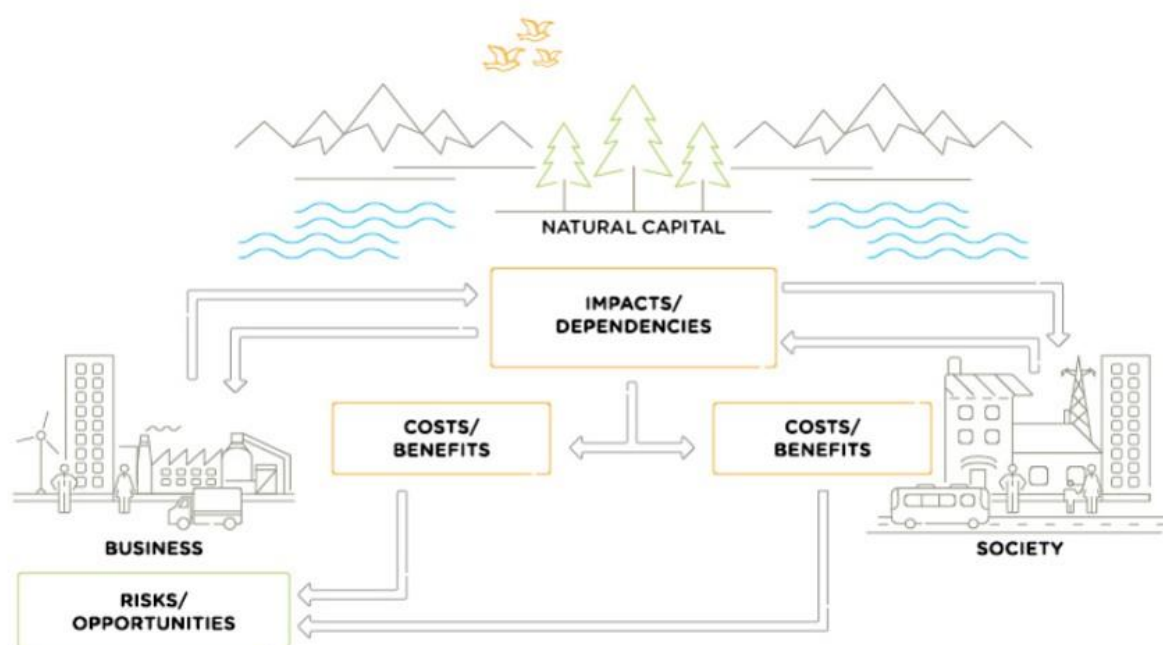 NATURAL CAPITAL
IMPACTS/
DEPENDENCIES
COSTS/
BENEFITS
COSTS/
BENEFITS
BUSINESS
SOCIETY
RISKS/
OPPORTUNITIES